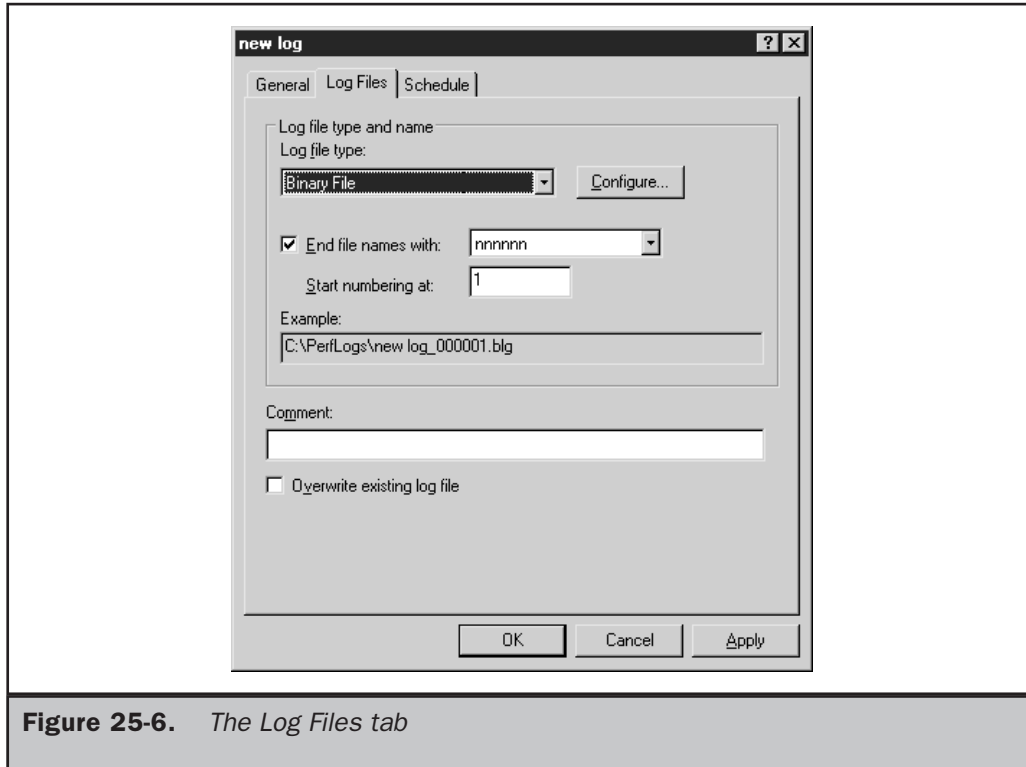 new log
General Log Files Schedule
Log file type and name
Log file type:
Binary File Configure...
End file names with: nnnnnn
Start numbering at: 1
Example:
C:\PerfLogs\new log_000001.blg
Comment:
Overwrite existing log file
OK Cancel Apply
Figure 25-6. The Log Files tab